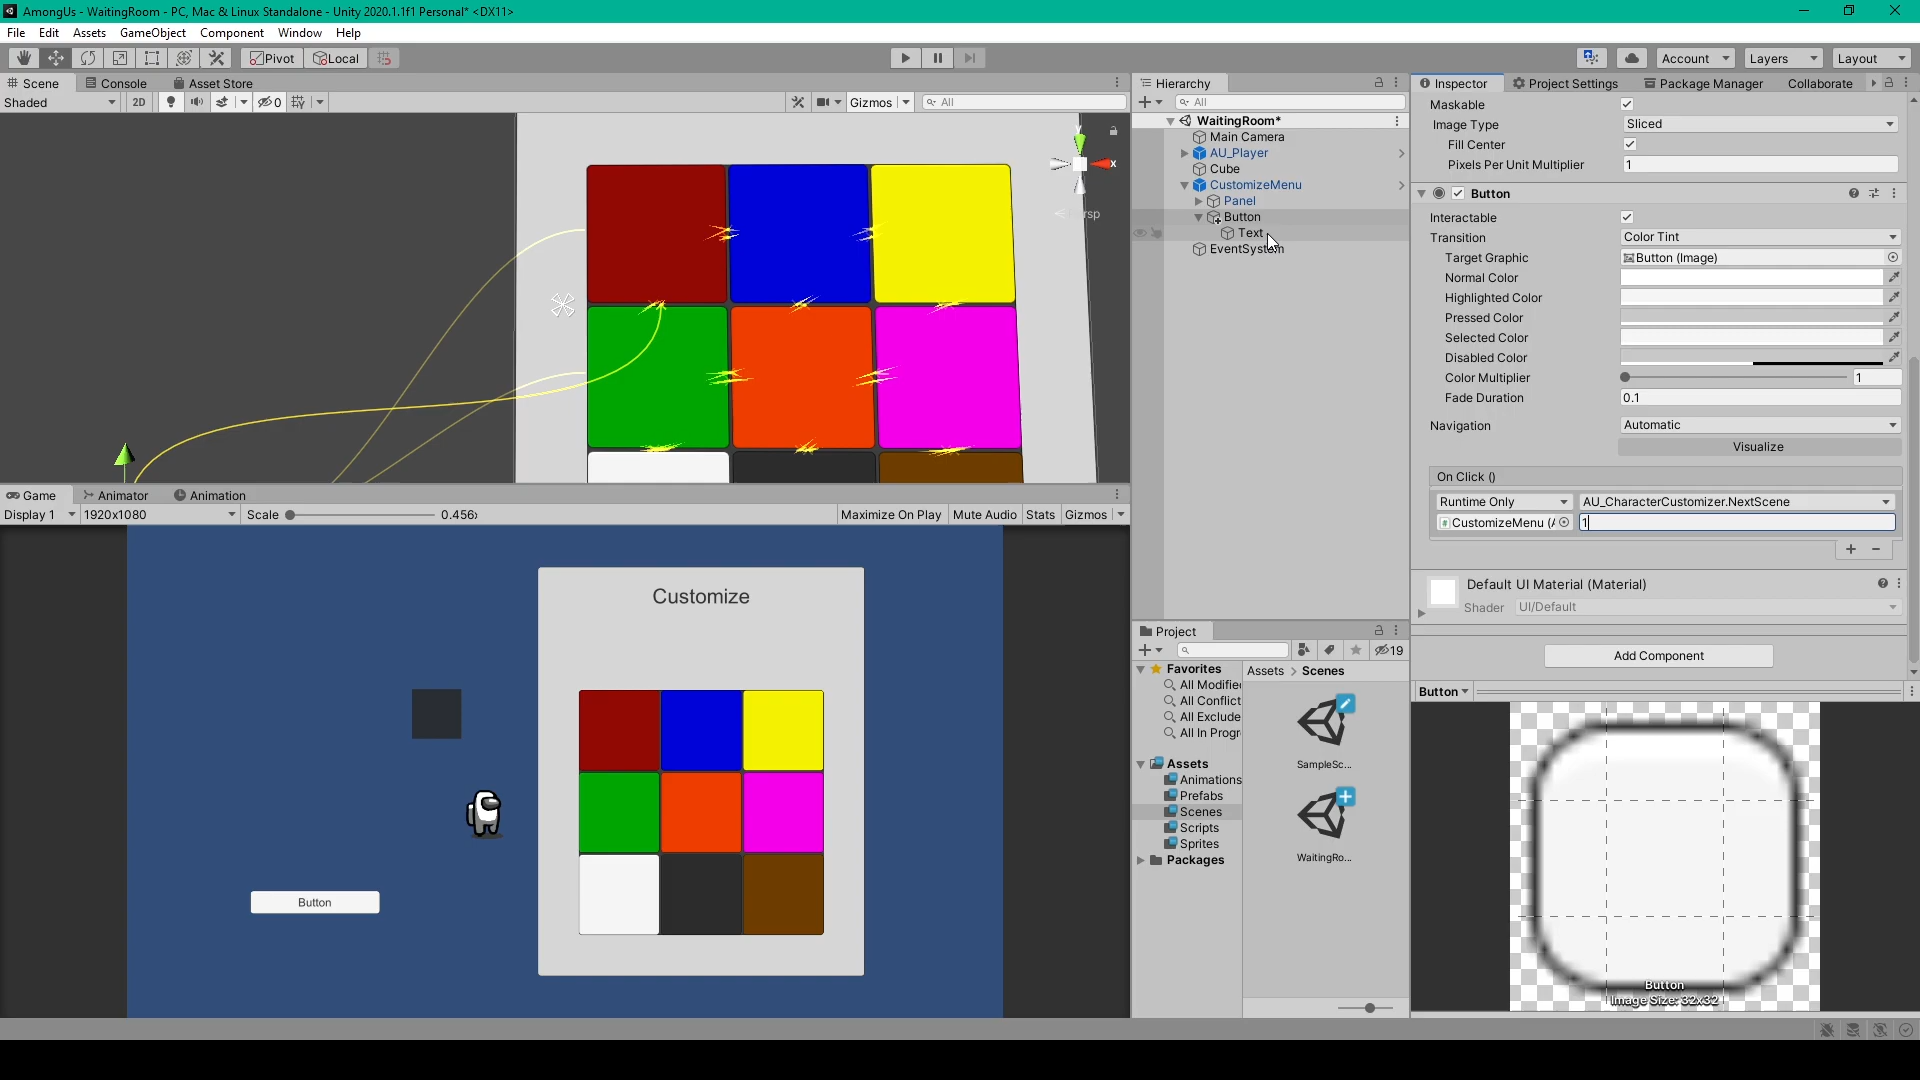 AmongUs - WaitingRoom - PC, Mac & Linux Standalone - Unity 2020.1.1f1 Personal* <DX11>
File Edit Assets GameObject Component Window Help
Pivot Local Account Layers Layout
Scene Console Asset Store
Shaded 2D 0 Gizmos All
Hierarchy
All
WaitingRoom*
Main Camera
AU_Player
Cube
CustomizeMenu
Panel
Button
Text
EventSystem
y
x
Game Animator Animation
Display 1 1920x1080 Scale 0.456› Maximize On Play Mute Audio Stats Gizmos
Customize
Button
Project
19
Favorites
All Modifie
All Conflict
All Exclude
All In Progr
Assets
Animations
Prefabs
Scenes
Scripts
Sprites
Packages
Assets > Scenes
SampleSc...
WaitingRo...
Inspector Project Settings Package Manager Collaborate
Maskable
Image Type Sliced
Fill Center
Pixels Per Unit Multiplier 1
Button
Interactable
Transition Color Tint
Target Graphic Button (Image)
Normal Color
Highlighted Color
Pressed Color
Selected Color
Disabled Color
Color Multiplier 1
Fade Duration 0.1
Navigation Automatic
Visualize
On Click ()
Runtime Only AU_CharacterCustomizer.NextScene
CustomizeMenu (A 1
Default UI Material (Material)
Shader UI/Default
Add Component
Button
Button
Image Size: 32x32